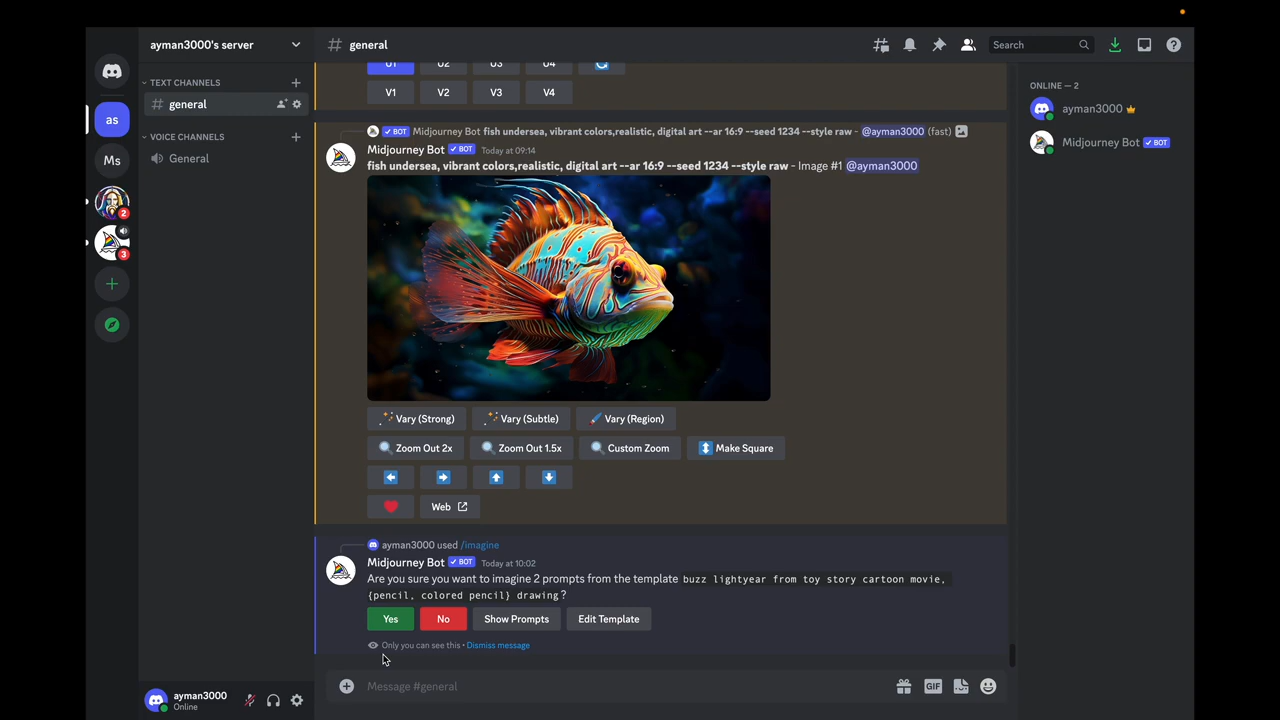 ayman3000's server
general
Search
TEXT CHANNELS
general
VOICE CHANNELS
General
as
Ms
2
3
U1 U2 U3 U4
V1 V2 V3 V4
BOT Midjourney Bot fish undersea, vibrant colors,realistic, digital art --ar 16:9 --seed 1234 --style raw - @ayman3000 (fast)
Midjourney Bot BOT Today at 09:14
fish undersea, vibrant colors,realistic, digital art --ar 16:9 --seed 1234 --style raw - Image #1 @ayman3000
Vary (Strong) Vary (Subtle) Vary (Region)
Zoom Out 2x Zoom Out 1.5x Custom Zoom Make Square
Web
ayman3000 used /imagine
Midjourney Bot BOT Today at 10:02
Are you sure you want to imagine 2 prompts from the template buzz lightyear from toy story cartoon movie,
{pencil, colored pencil} drawing?
Yes No Show Prompts Edit Template
Only you can see this • Dismiss message
Message #general
GIF
ayman3000
Online
ONLINE — 2
ayman3000
Midjourney Bot BOT